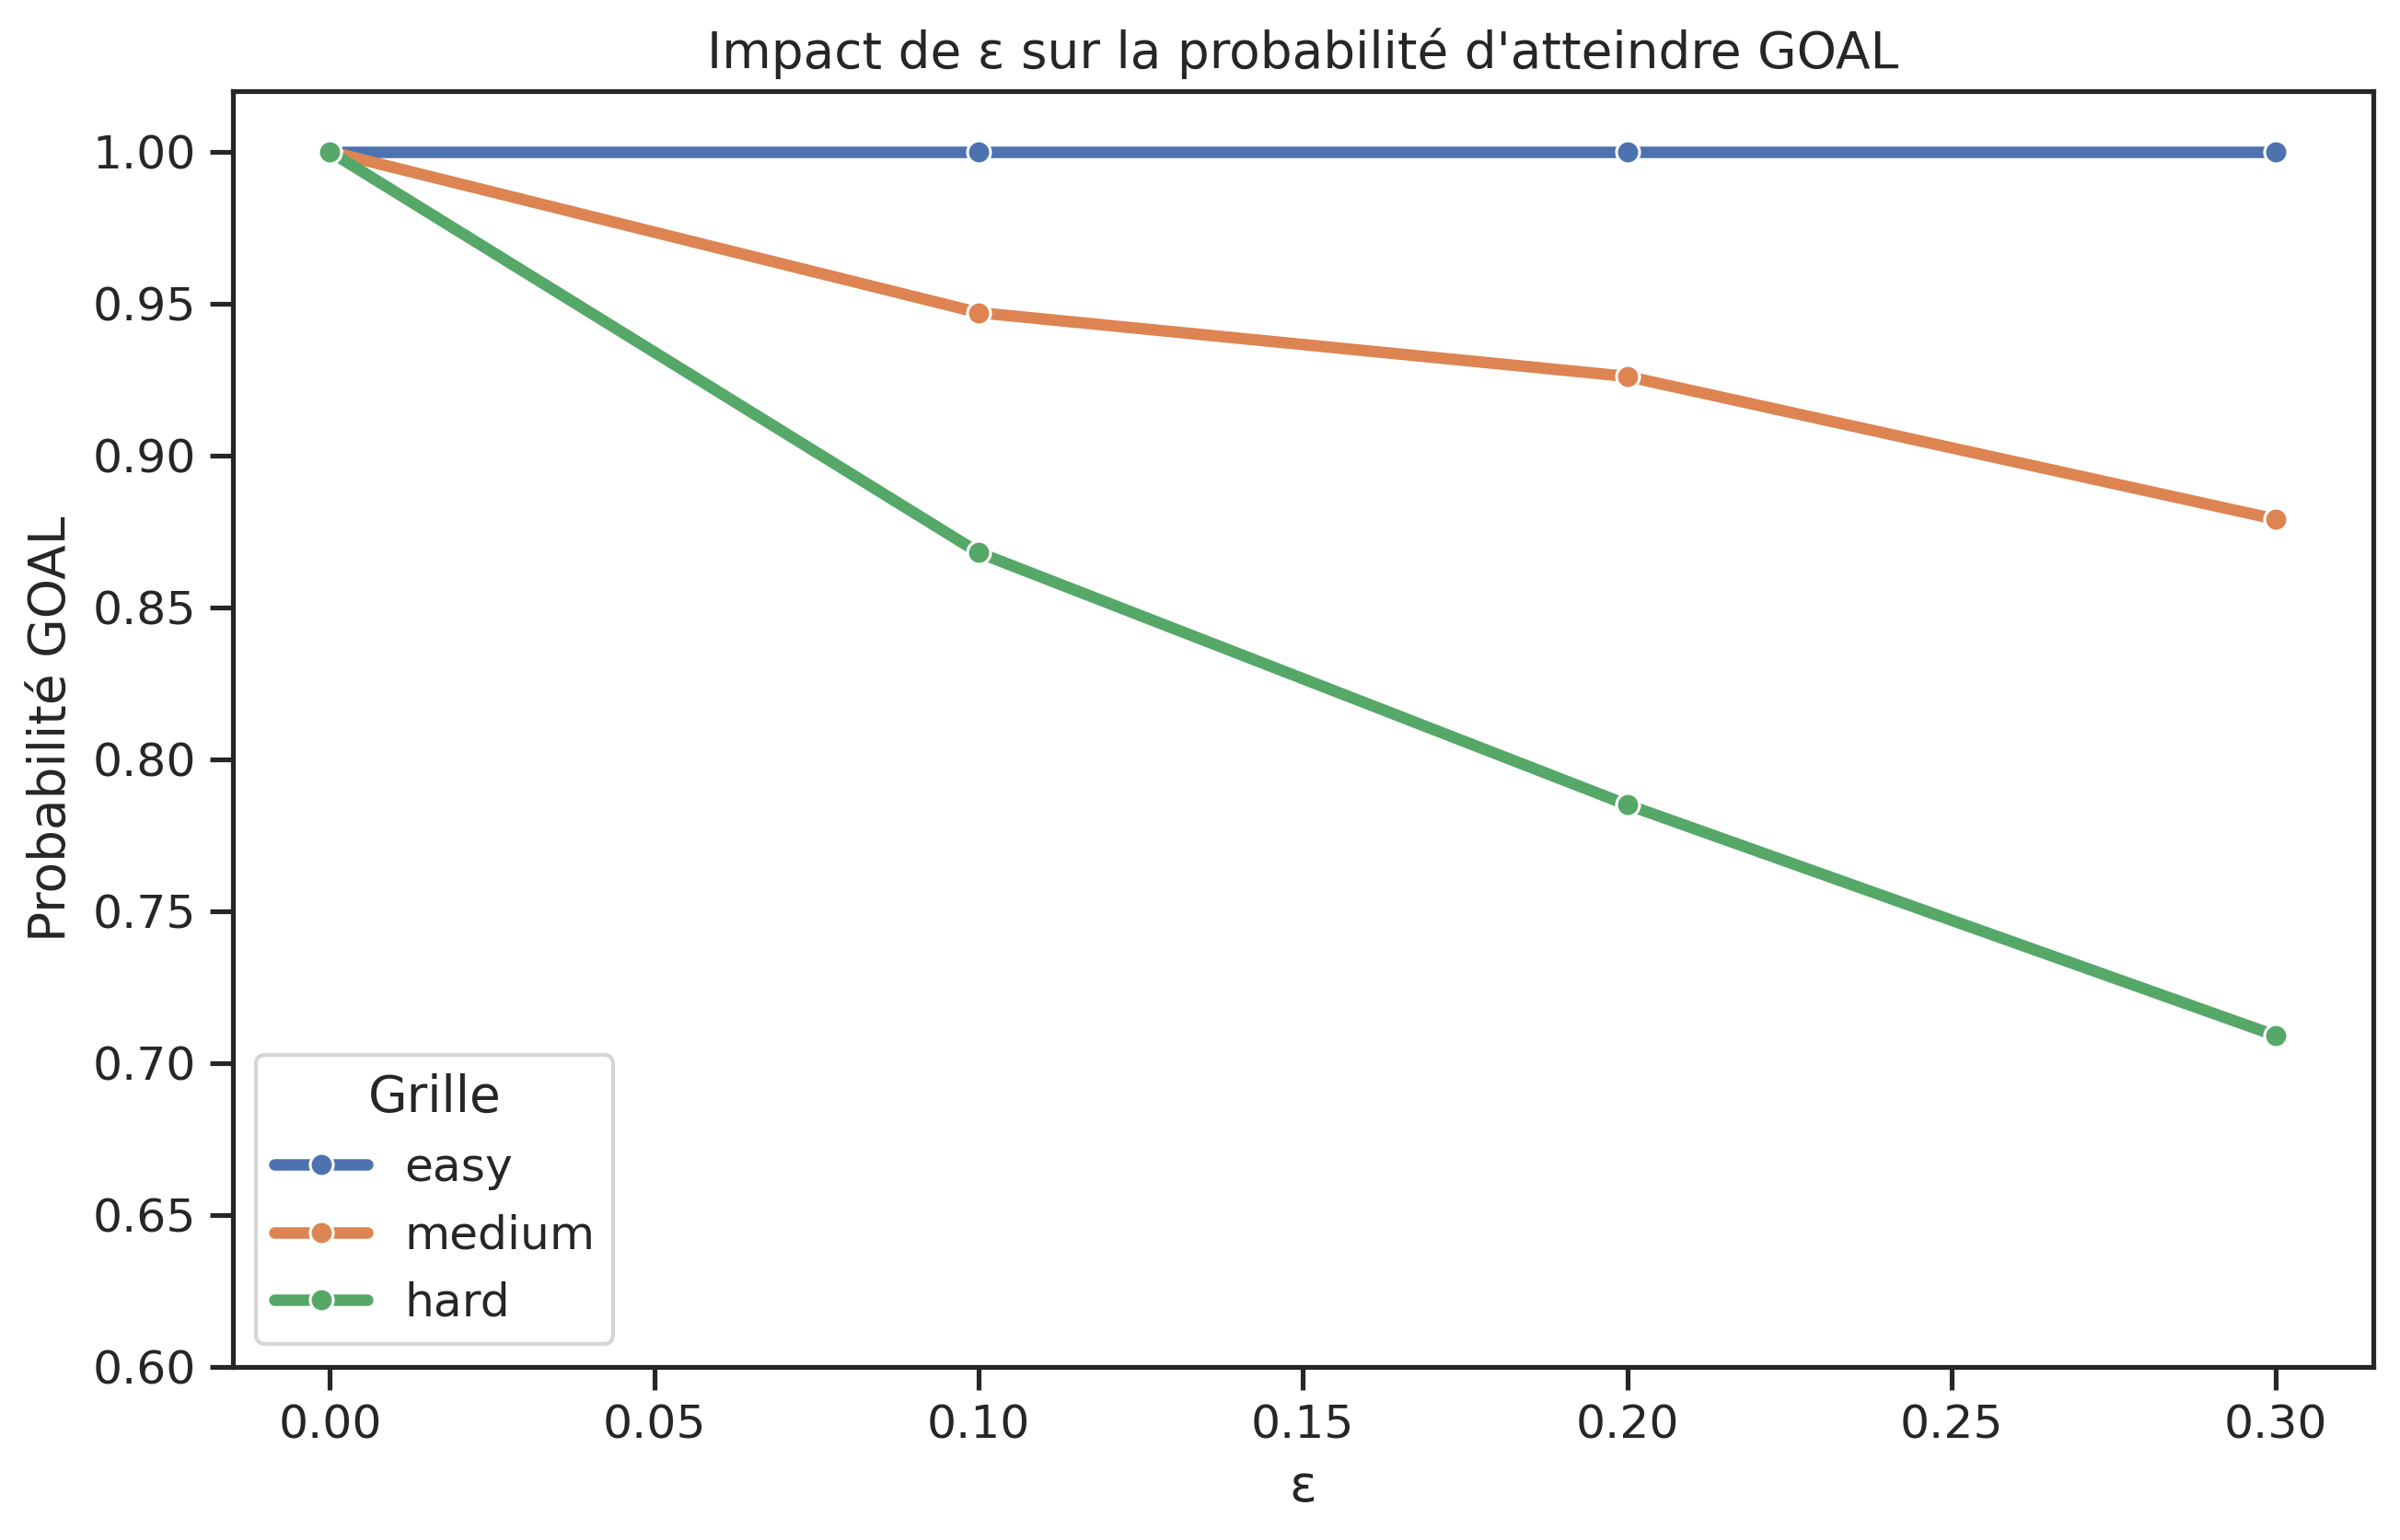 Impact de ε sur la probabilité d'atteindre GOAL
Probabilité GOAL
1.00
0.95
0.90
0.85
0.80
0.75
0.70
0.65
0.60
Grille
easy
medium
hard
0.00 0.05 0.10 0.15 0.20 0.25 0.30
ε